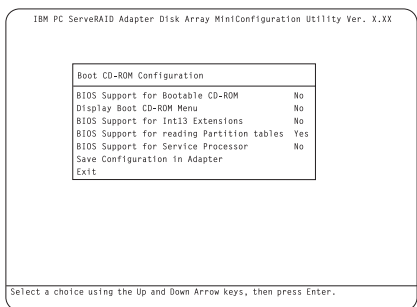 IBM PC ServeRAID Adapter Disk Array MiniConfiguration Utility Ver. X.XX
Boot CD-ROM Configuration
BIOS Support for Bootable CD-ROM No
Display Boot CD-ROM Menu No
BIOS Support for Int13 Extensions No
BIOS Support for reading Partition tables Yes
BIOS Support for Service Processor No
Save Configuration in Adapter
Exit
Select a choice using the Up and Down Arrow keys, then press Enter.